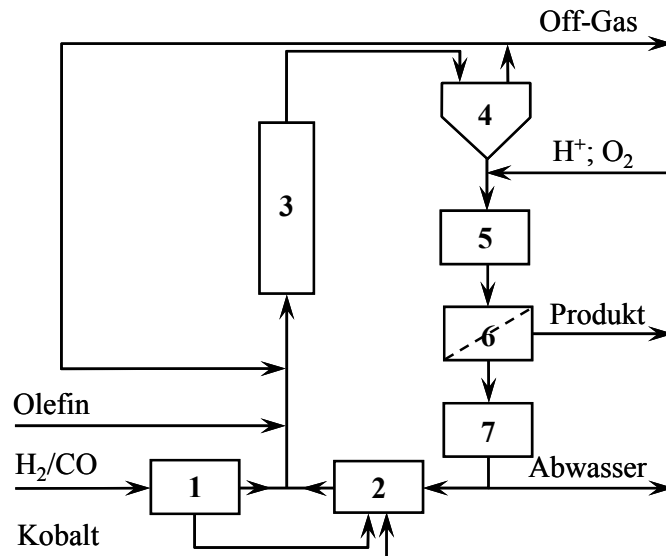 Off-Gas
4
H⁺; O₂
3
5
Produkt
6
Olefin
7
H₂/CO
1
2
Abwasser
Kobalt